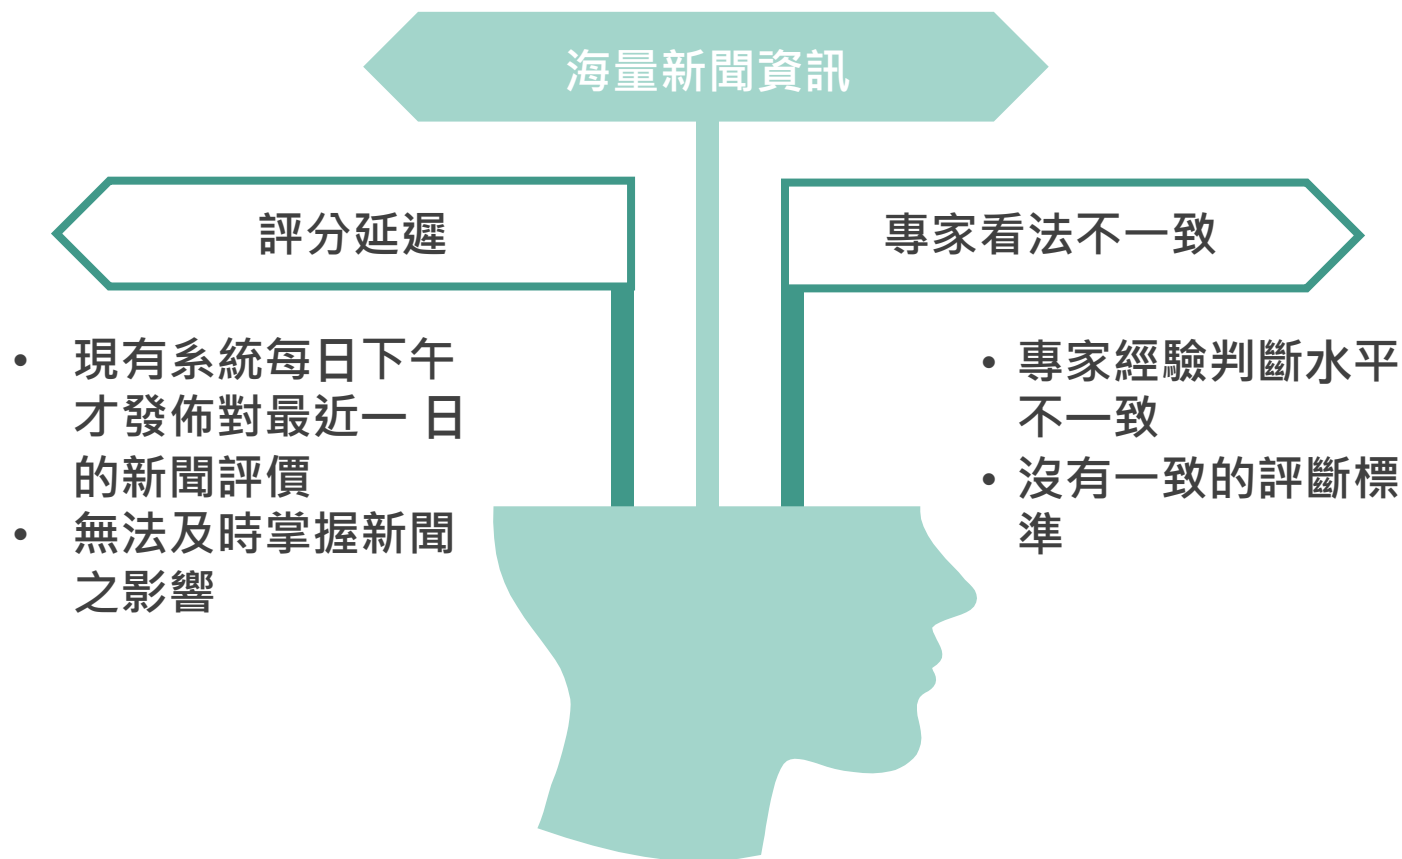 海量新聞資訊
評分延遲
• 現有系統每日下午
才發佈對最近一 日
的新聞評價
• 無法及時掌握新聞
之影響
專家看法不一致
• 專家經驗判斷水平
不一致
• 沒有一致的評斷標
準